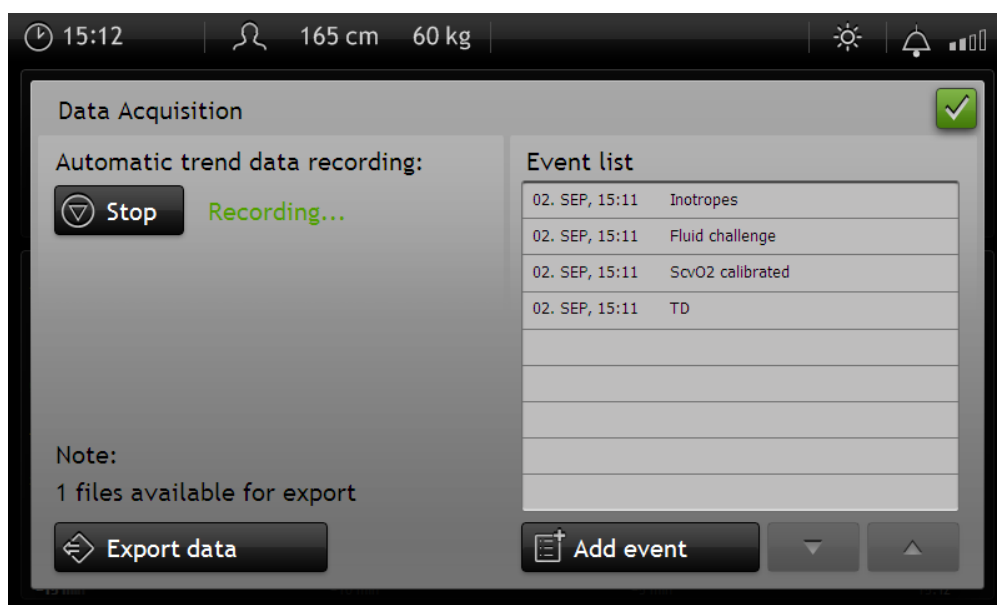 15:12 165 cm 60 kg
Data Acquisition
Automatic trend data recording:
Stop Recording...
Event list
02. SEP, 15:11 Inotropes
02. SEP, 15:11 Fluid challenge
02. SEP, 15:11 ScvO2 calibrated
02. SEP, 15:11 TD
Note:
1 files available for export
Export data
Add event